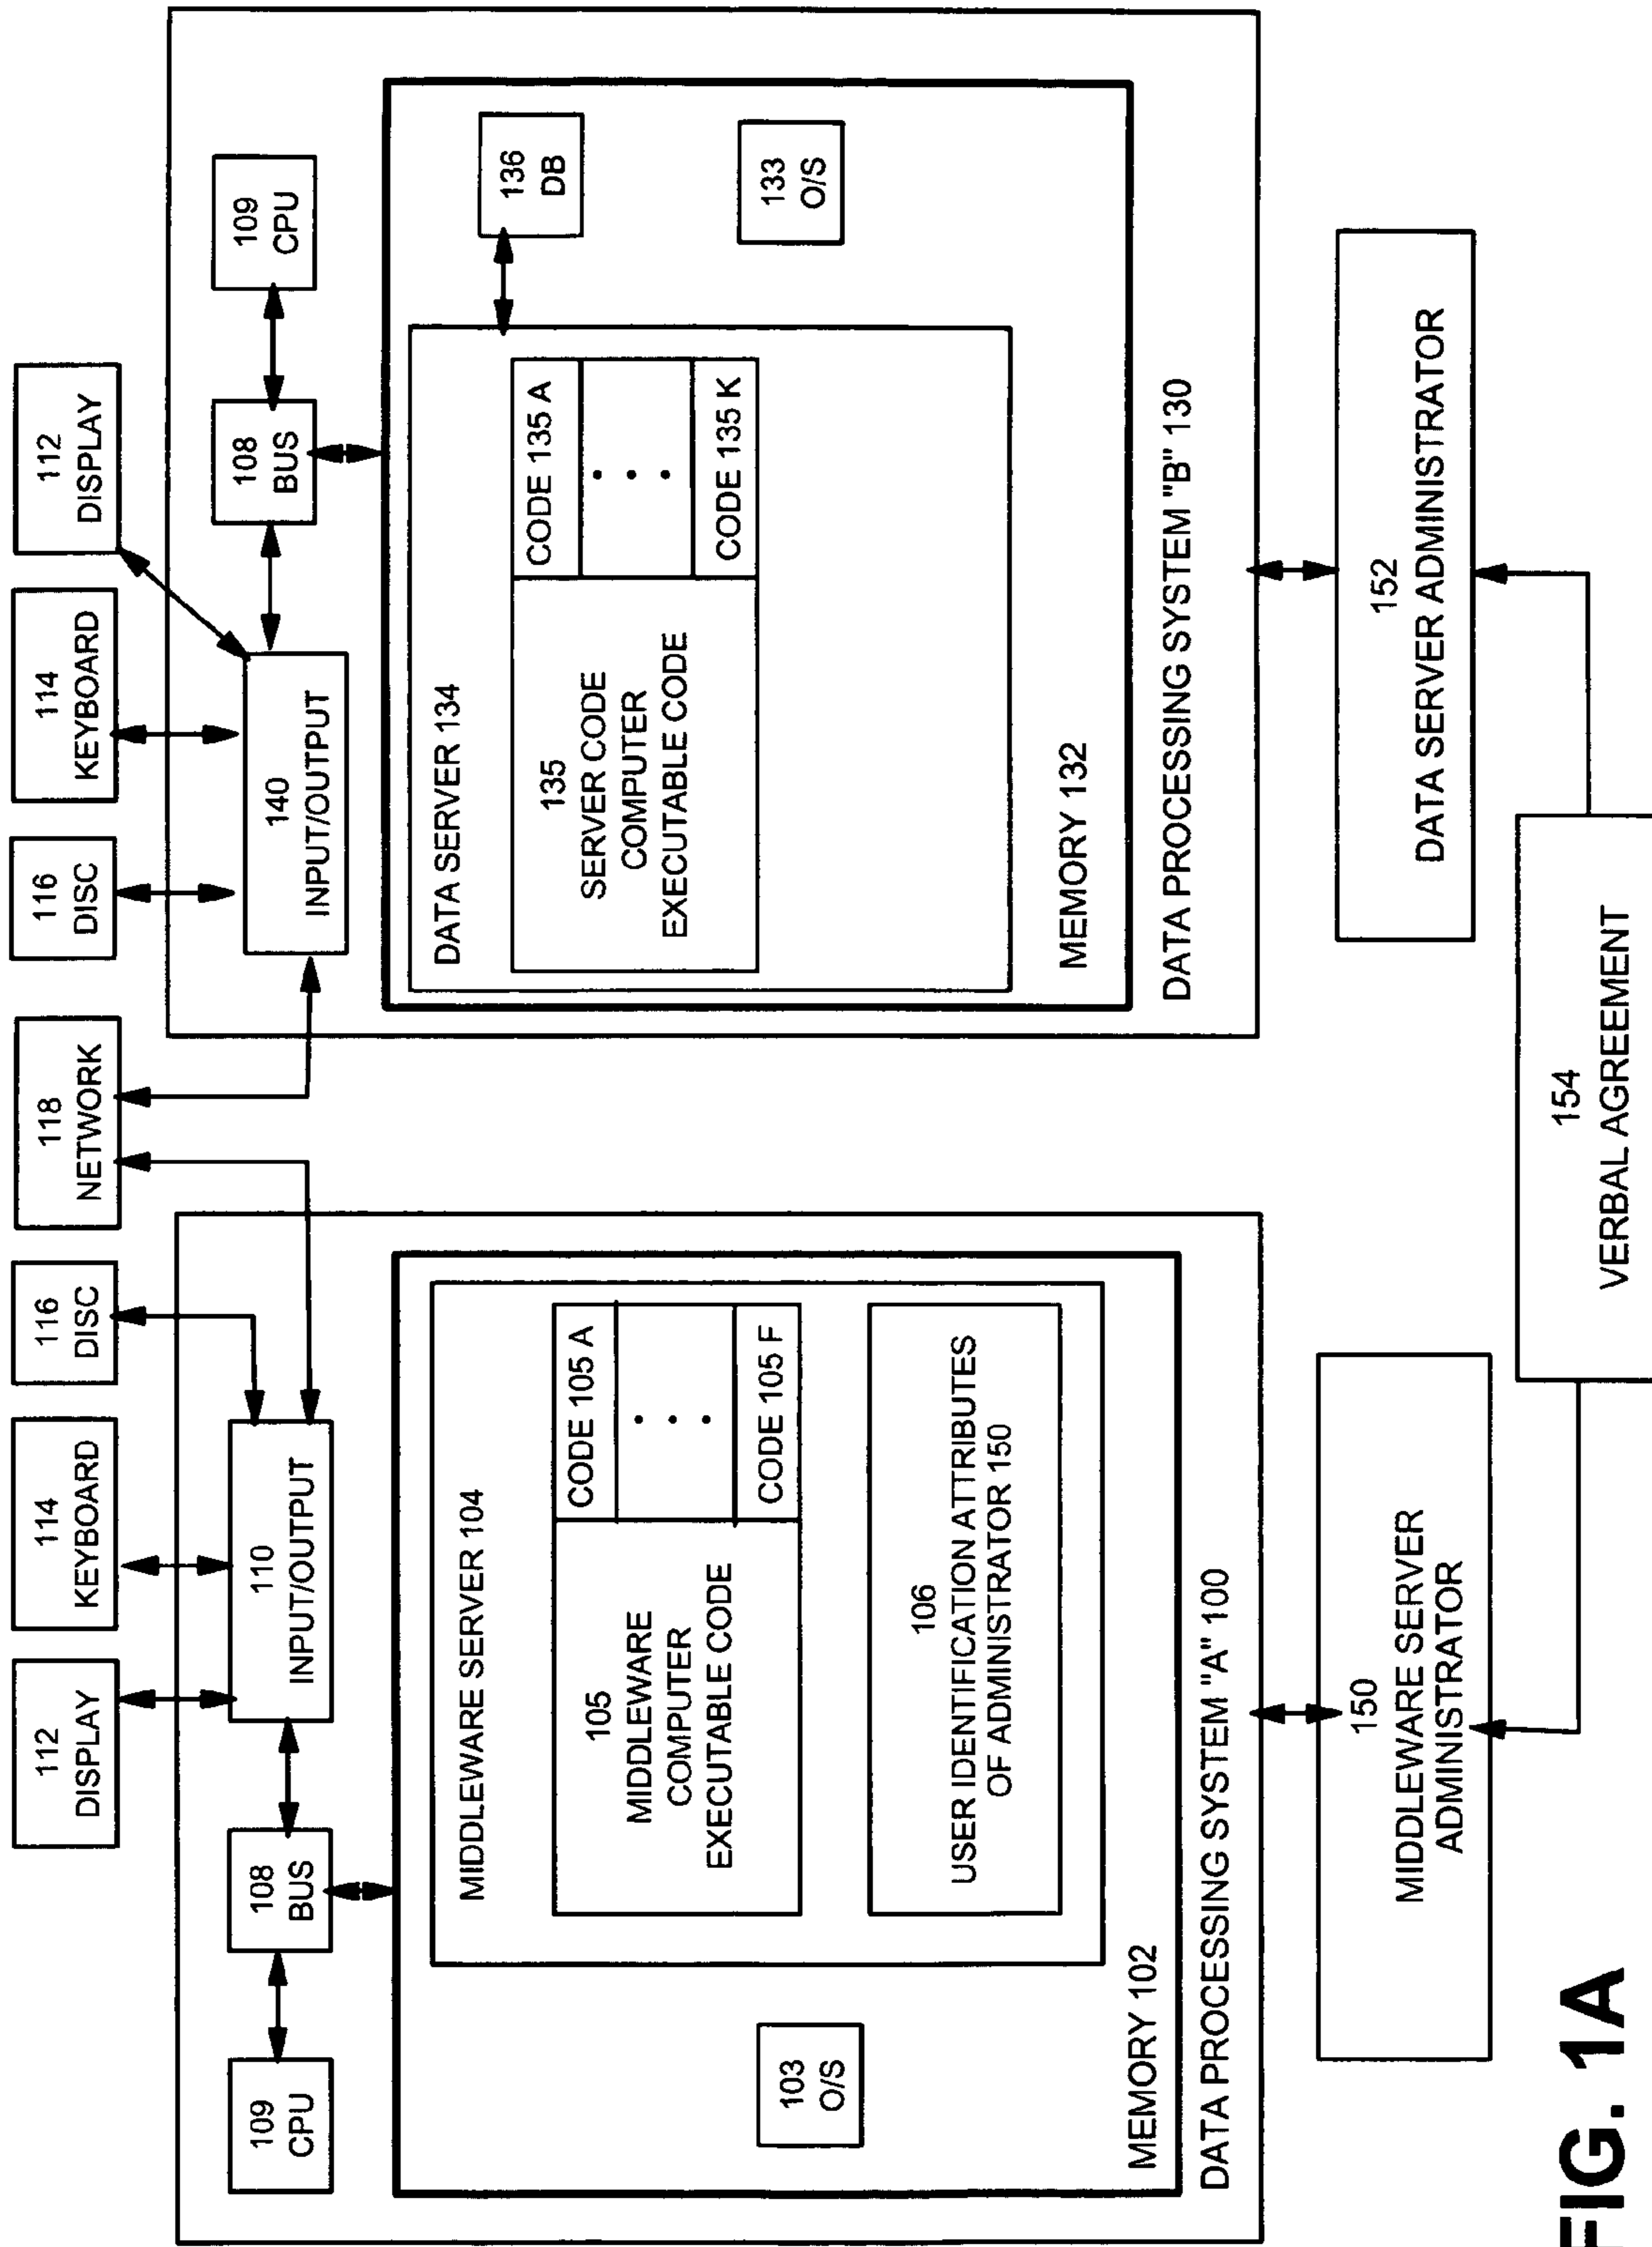 112
DISPLAY
114
KEYBOARD
116
DISC
118
NETWORK
116
DISC
114
KEYBOARD
112
DISPLAY
109
CPU
108
BUS
110
INPUT/OUTPUT
MIDDLEWARE SERVER 104
105
MIDDLEWARE
COMPUTER
EXECUTABLE CODE
CODE 105 A
. . .
CODE 105 F
106
USER IDENTIFICATION ATTRIBUTES
OF ADMINISTRATOR 150
103
O/S
MEMORY 102
DATA PROCESSING SYSTEM "A" 100
140
INPUT/OUTPUT
108
BUS
109
CPU
DATA SERVER 134
135
SERVER CODE
COMPUTER
EXECUTABLE CODE
CODE 135 A
. . .
CODE 135 K
136
DB
133
O/S
MEMORY 132
DATA PROCESSING SYSTEM "B" 130
150
MIDDLEWARE SERVER
ADMINISTRATOR
152
DATA SERVER ADMINISTRATOR
154
VERBAL AGREEMENT
FIG. 1A